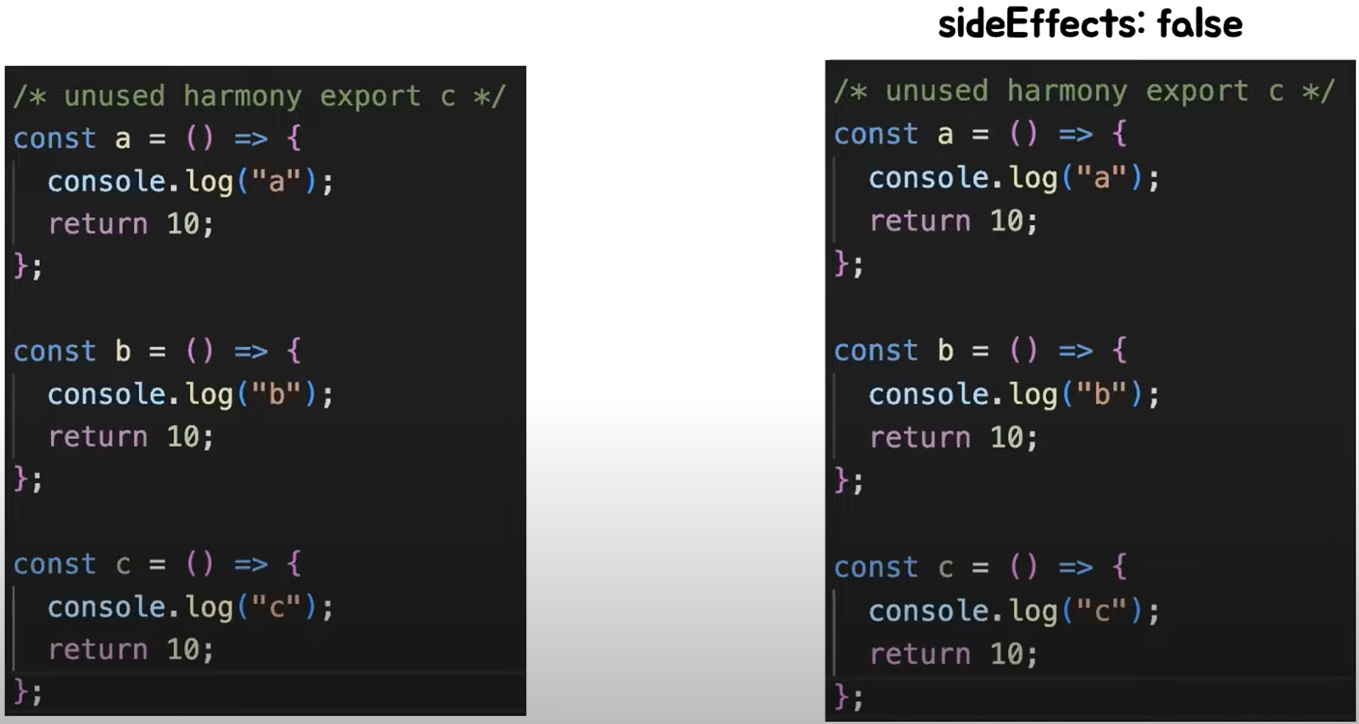 sideEffects: false
/* unused harmony export c */
const a = () => {
  console.log("a");
  return 10;
};
const b = () => {
  console.log("b");
  return 10;
};
const c = () => {
  console.log("c");
  return 10;
};
/* unused harmony export c */
const a = () => {
  console.log("a");
  return 10;
};
const b = () => {
  console.log("b");
  return 10;
};
const c = () => {
  console.log("c");
  return 10;
};